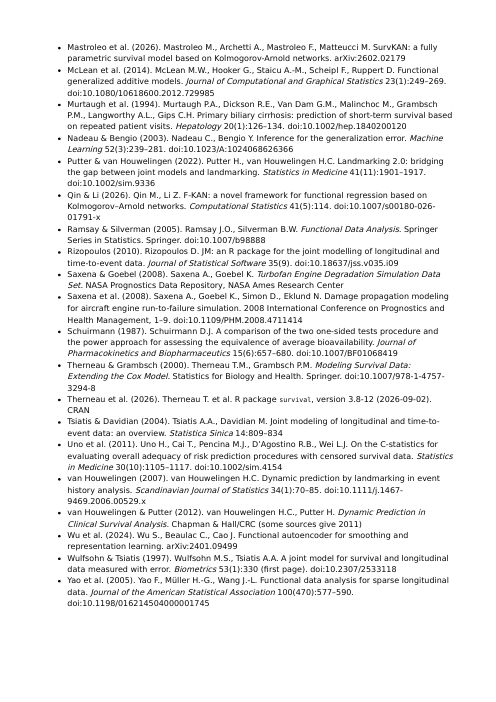 • Mastroleo et al. (2026). Mastroleo M., Archetti A., Mastroleo F., Matteucci M. SurvKAN: a fully
parametric survival model based on Kolmogorov-Arnold networks. arXiv:2602.02179
• McLean et al. (2014). McLean M.W., Hooker G., Staicu A.-M., Scheipl F., Ruppert D. Functional
generalized additive models. Journal of Computational and Graphical Statistics 23(1):249–269.
doi:10.1080/10618600.2012.729985
• Murtaugh et al. (1994). Murtaugh P.A., Dickson R.E., Van Dam G.M., Malinchoc M., Grambsch
P.M., Langworthy A.L., Gips C.H. Primary biliary cirrhosis: prediction of short-term survival based
on repeated patient visits. Hepatology 20(1):126–134. doi:10.1002/hep.1840200120
• Nadeau & Bengio (2003). Nadeau C., Bengio Y. Inference for the generalization error. Machine
Learning 52(3):239–281. doi:10.1023/A:1024068626366
• Putter & van Houwelingen (2022). Putter H., van Houwelingen H.C. Landmarking 2.0: bridging
the gap between joint models and landmarking. Statistics in Medicine 41(11):1901–1917.
doi:10.1002/sim.9336
• Qin & Li (2026). Qin M., Li Z. F-KAN: a novel framework for functional regression based on
Kolmogorov–Arnold networks. Computational Statistics 41(5):114. doi:10.1007/s00180-026-
01791-x
• Ramsay & Silverman (2005). Ramsay J.O., Silverman B.W. Functional Data Analysis. Springer
Series in Statistics. Springer. doi:10.1007/b98888
• Rizopoulos (2010). Rizopoulos D. JM: an R package for the joint modelling of longitudinal and
time-to-event data. Journal of Statistical Software 35(9). doi:10.18637/jss.v035.i09
• Saxena & Goebel (2008). Saxena A., Goebel K. Turbofan Engine Degradation Simulation Data
Set. NASA Prognostics Data Repository, NASA Ames Research Center
• Saxena et al. (2008). Saxena A., Goebel K., Simon D., Eklund N. Damage propagation modeling
for aircraft engine run-to-failure simulation. 2008 International Conference on Prognostics and
Health Management, 1–9. doi:10.1109/PHM.2008.4711414
• Schuirmann (1987). Schuirmann D.J. A comparison of the two one-sided tests procedure and
the power approach for assessing the equivalence of average bioavailability. Journal of
Pharmacokinetics and Biopharmaceutics 15(6):657–680. doi:10.1007/BF01068419
• Therneau & Grambsch (2000). Therneau T.M., Grambsch P.M. Modeling Survival Data:
Extending the Cox Model. Statistics for Biology and Health. Springer. doi:10.1007/978-1-4757-
3294-8
• Therneau et al. (2026). Therneau T. et al. R package survival, version 3.8-12 (2026-09-02).
CRAN
• Tsiatis & Davidian (2004). Tsiatis A.A., Davidian M. Joint modeling of longitudinal and time-to-
event data: an overview. Statistica Sinica 14:809–834
• Uno et al. (2011). Uno H., Cai T., Pencina M.J., D’Agostino R.B., Wei L.J. On the C-statistics for
evaluating overall adequacy of risk prediction procedures with censored survival data. Statistics
in Medicine 30(10):1105–1117. doi:10.1002/sim.4154
• van Houwelingen (2007). van Houwelingen H.C. Dynamic prediction by landmarking in event
history analysis. Scandinavian Journal of Statistics 34(1):70–85. doi:10.1111/j.1467-
9469.2006.00529.x
• van Houwelingen & Putter (2012). van Houwelingen H.C., Putter H. Dynamic Prediction in
Clinical Survival Analysis. Chapman & Hall/CRC (some sources give 2011)
• Wu et al. (2024). Wu S., Beaulac C., Cao J. Functional autoencoder for smoothing and
representation learning. arXiv:2401.09499
• Wulfsohn & Tsiatis (1997). Wulfsohn M.S., Tsiatis A.A. A joint model for survival and longitudinal
data measured with error. Biometrics 53(1):330 (first page). doi:10.2307/2533118
• Yao et al. (2005). Yao F., Müller H.-G., Wang J.-L. Functional data analysis for sparse longitudinal
data. Journal of the American Statistical Association 100(470):577–590.
doi:10.1198/016214504000001745